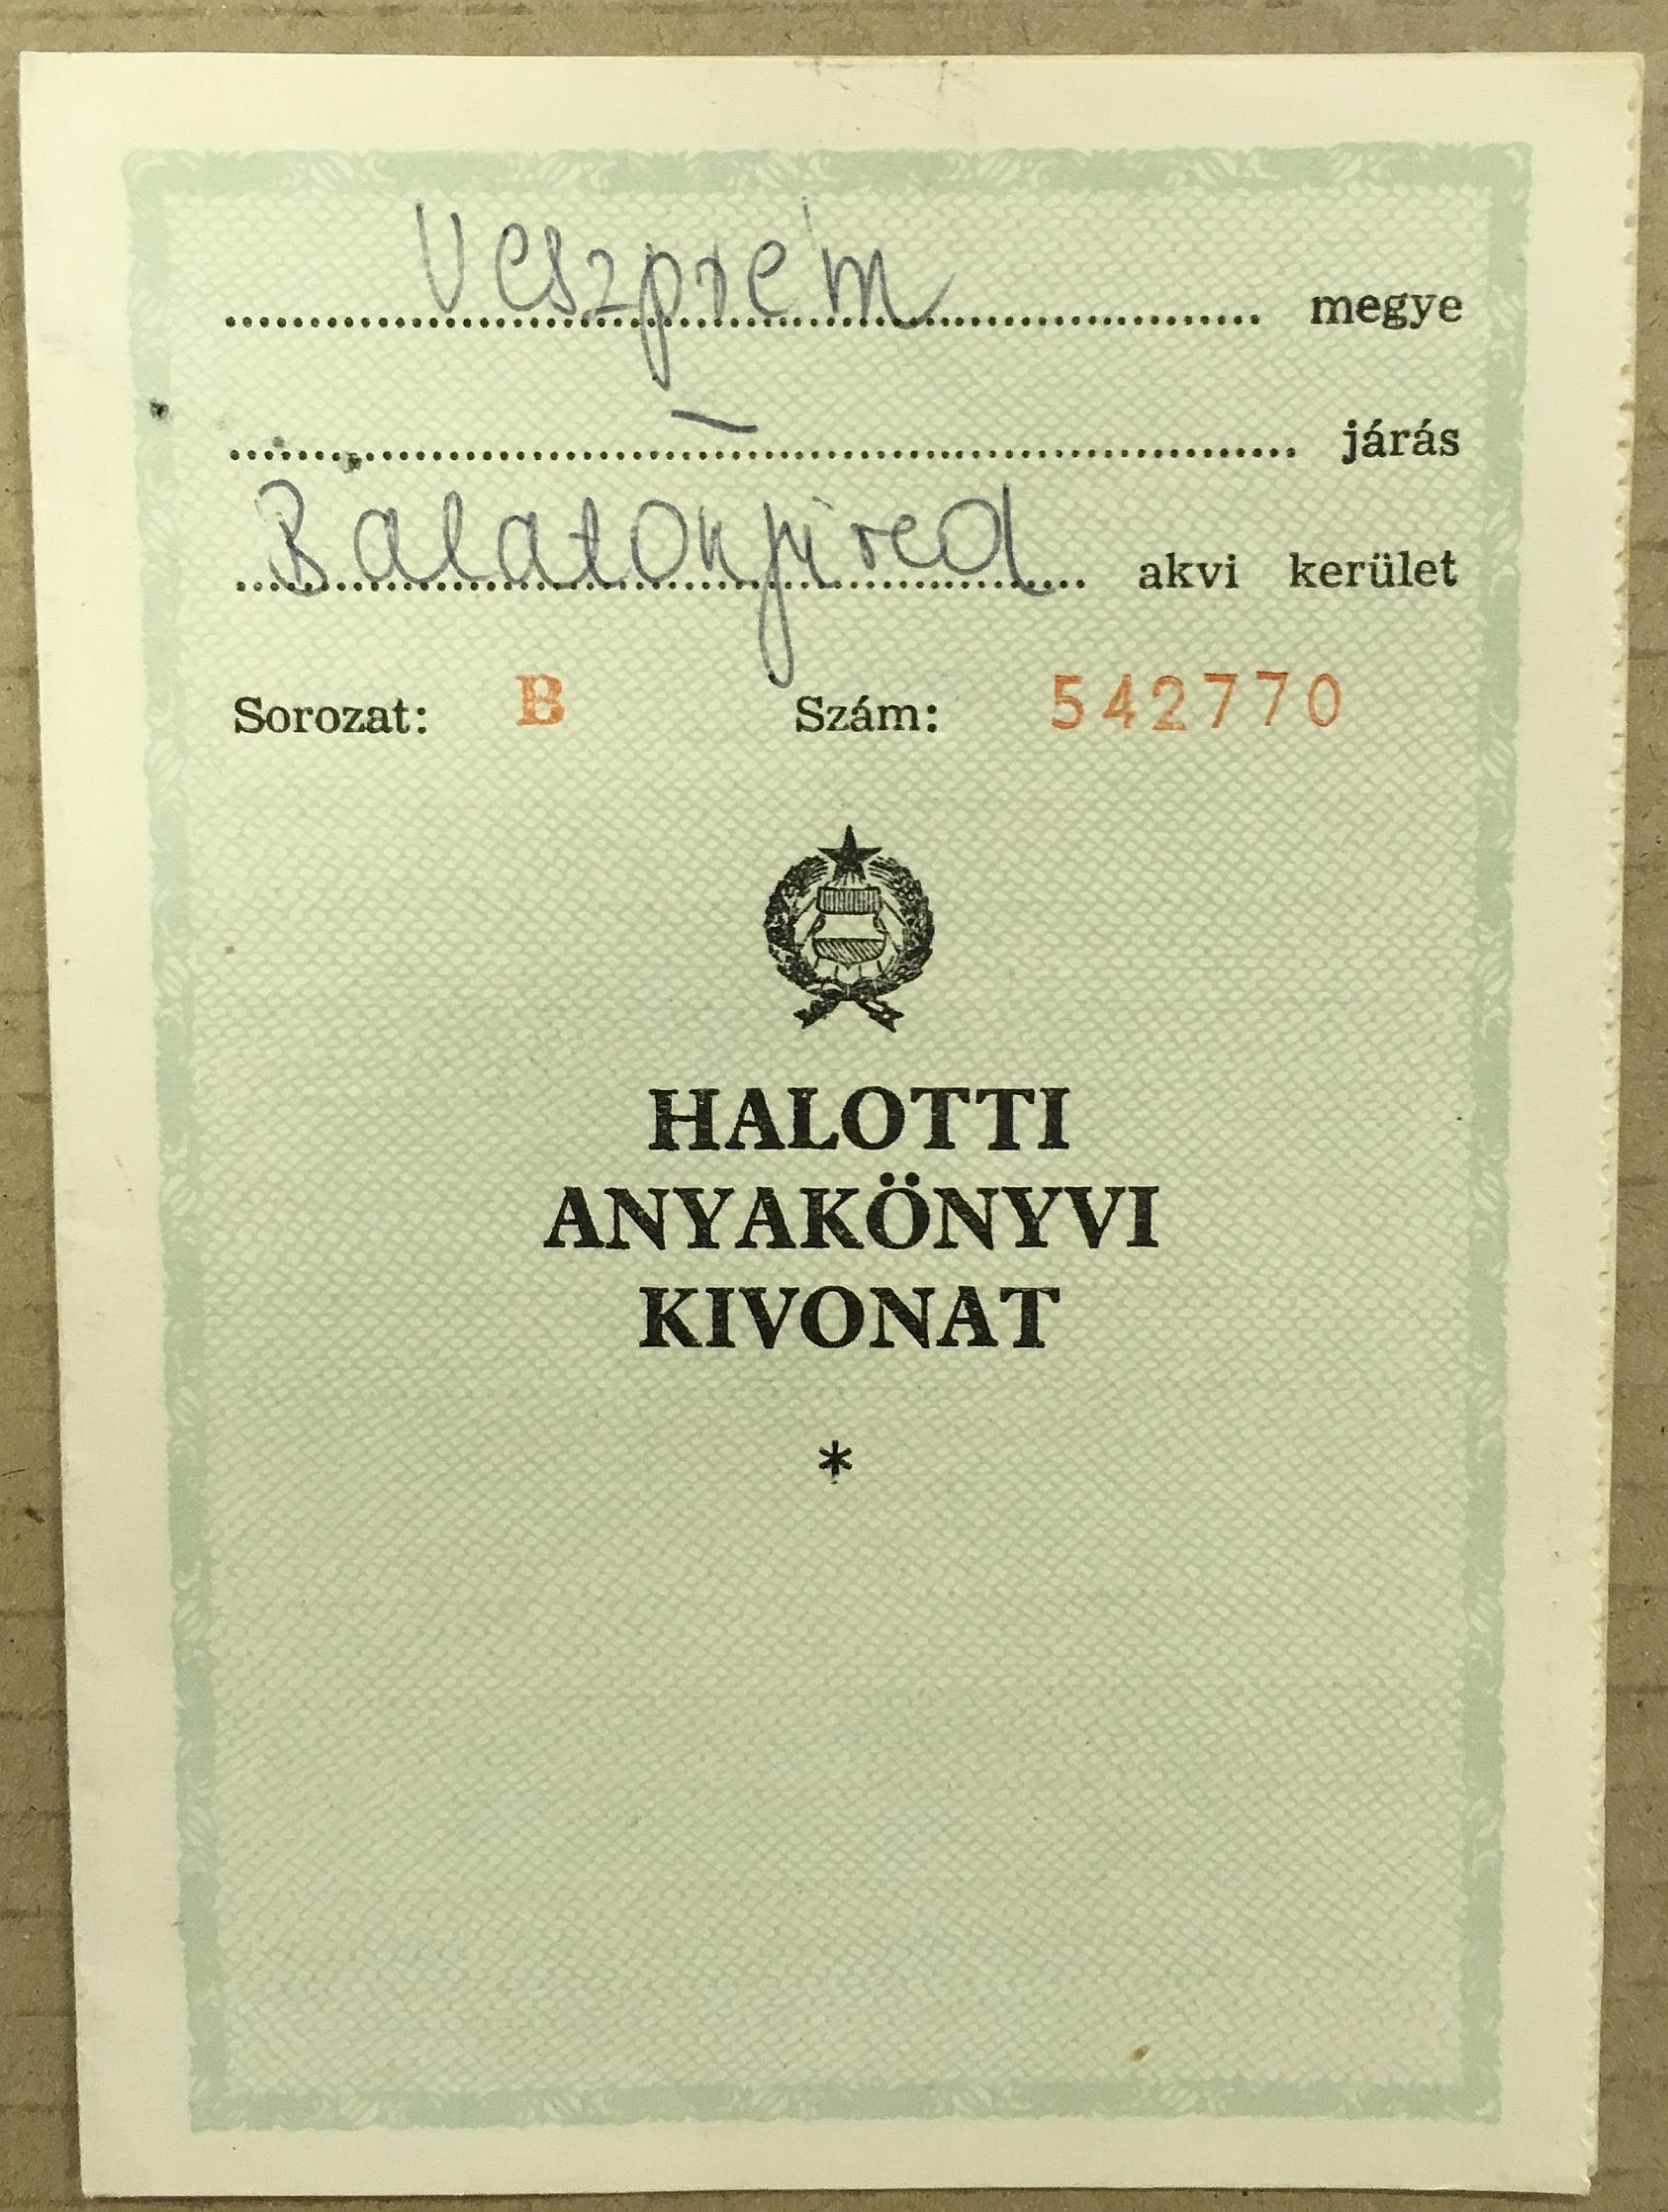 Veszprém megye
— járás
Balatonfüred akvi kerület
Sorozat: B Szám: 542770
HALOTTI
ANYAKÖNYVI
KIVONAT
*